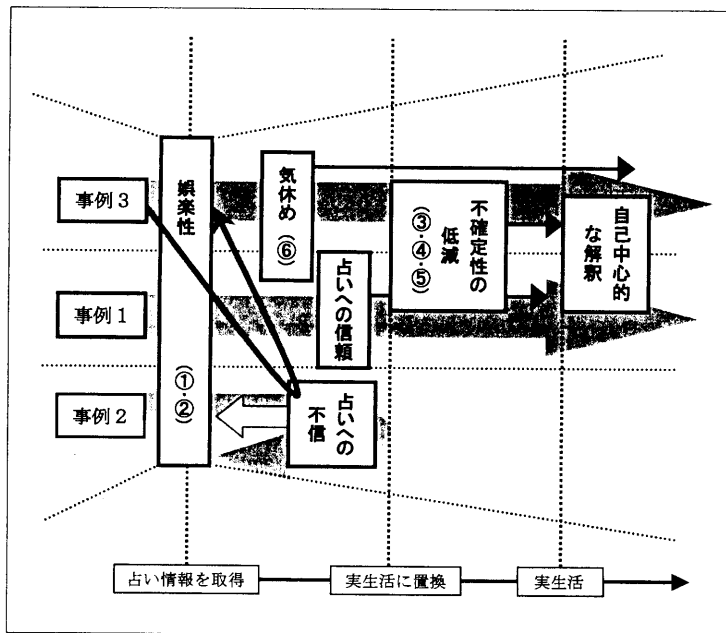 事例3
事例1
事例2
娯楽性
(①・②)
気休め(⑥)
占いへの信頼
占いへの
不信
不確定性の
低減
(③・④・⑤)
自己中心的
な解釈
占い情報を取得
実生活に置換
実生活